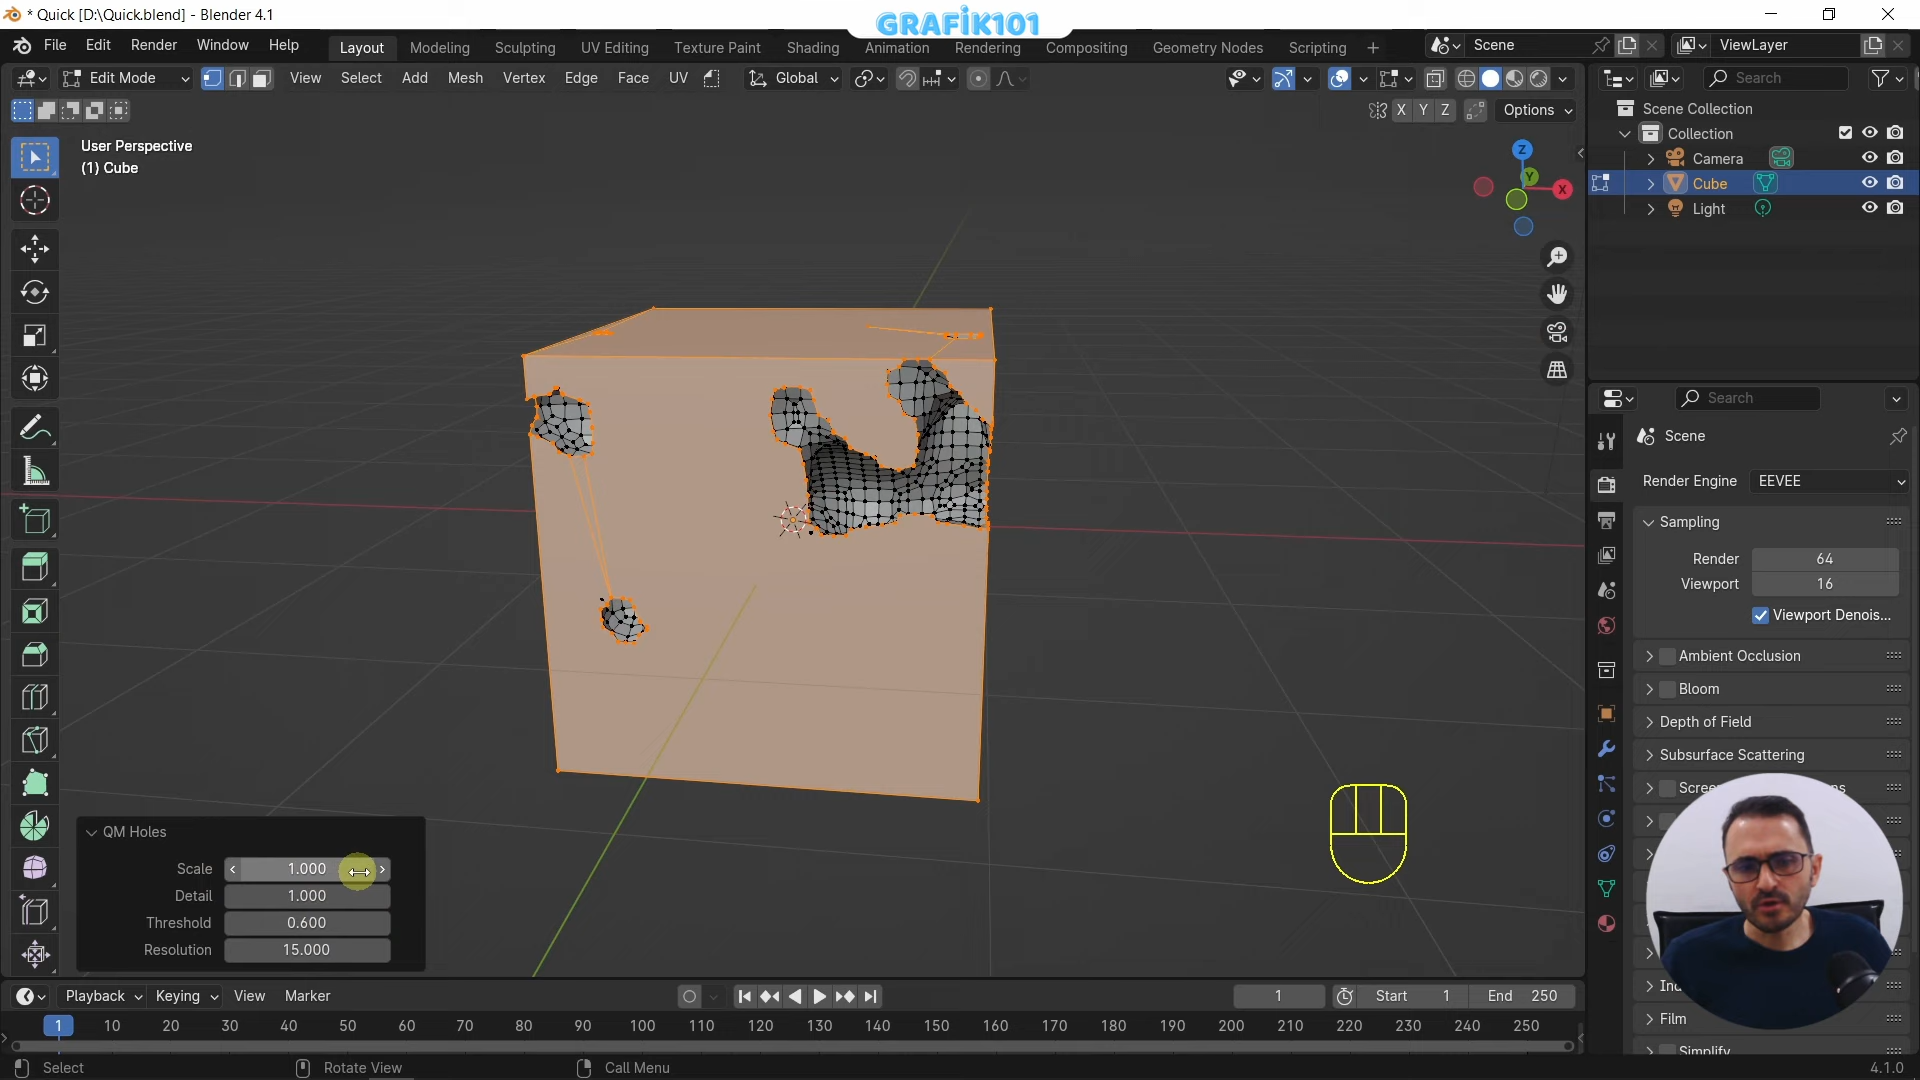 * Quick [D:\Quick.blend] - Blender 4.1
GRAFİK101
File Edit Render Window Help
Layout Modeling Sculpting UV Editing Texture Paint Shading Animation Rendering Compositing Geometry Nodes Scripting +
Scene
ViewLayer
Edit Mode
View Select Add Mesh Vertex Edge Face UV
Global
Search
X Y Z
Options
User Perspective
(1) Cube
Z
Y
X
Scene Collection
Collection
Camera
Cube
Light
Search
Scene
Render Engine EEVEE
Sampling
Render 64
Viewport 16
Viewport Denois...
Ambient Occlusion
Bloom
Depth of Field
Subsurface Scattering
Film
QM Holes
Scale 1.000
Detail 1.000
Threshold 0.600
Resolution 15.000
Playback Keying View Marker
1
Start 1
End 250
1 10 20 30 40 50 60 70 80 90 100 110 120 130 140 150 160 170 180 190 200 210 220 230 240 250
Select
Rotate View
Call Menu
4.1.0